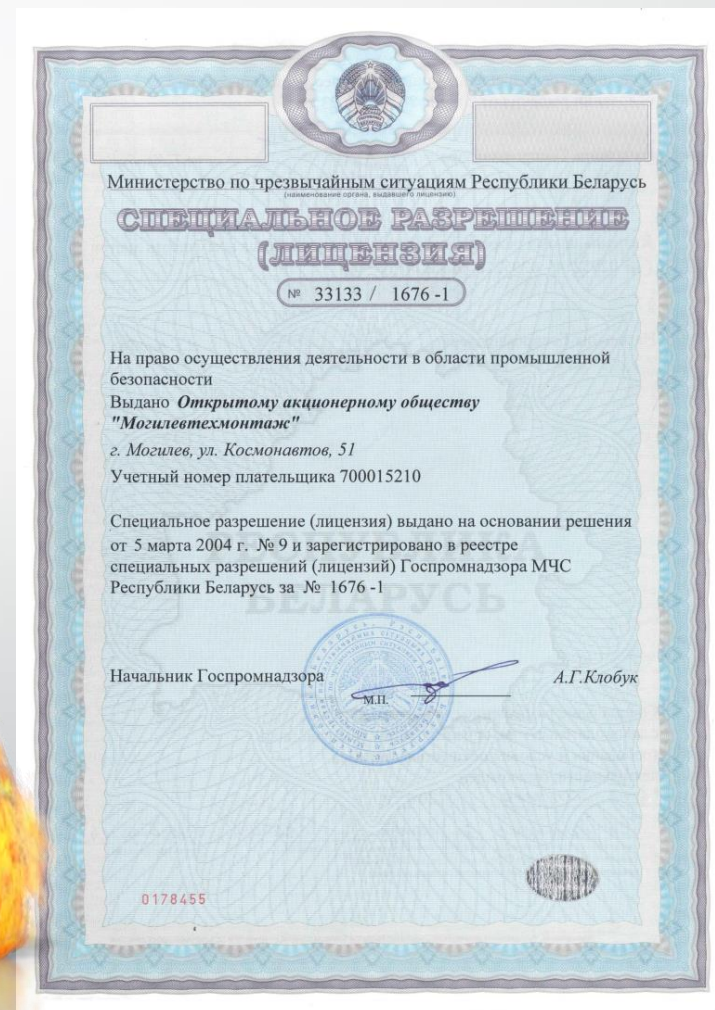 Министерство по чрезвычайным ситуациям Республики Беларусь
(наименование органа, выдавшего лицензию)
СПЕЦИАЛЬНОЕ РАЗРЕШЕНИЕ
(ЛИЦЕНЗИЯ)
№ 33133 / 1676 -1
На право осуществления деятельности в области промышленной
безопасности
Выдано Открытому акционерному обществу
"Могилевтехмонтаж"
г. Могилев, ул. Космонавтов, 51
Учетный номер плательщика 700015210
Специальное разрешение (лицензия) выдано на основании решения
от 5 марта 2004 г. № 9 и зарегистрировано в реестре
специальных разрешений (лицензий) Госпромнадзора МЧС
Республики Беларусь за № 1676 -1
БЕЛАРУСЬ
Начальник Госпромнадзора
А.Г.Клобук
М.П.
0178455